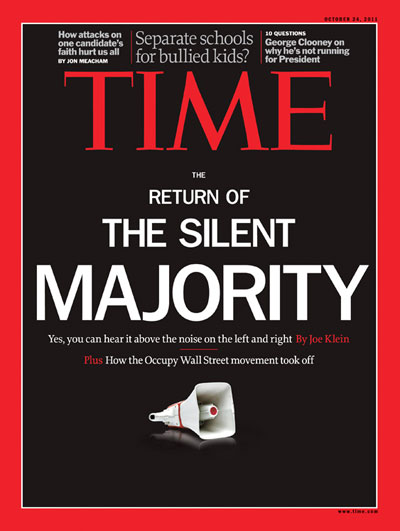 OCTOBER 24, 2011
How attacks on
one candidate's
faith hurt us all
BY JON MEACHAM
Separate schools
for bullied kids?
10 QUESTIONS
George Clooney on
why he's not running
for President
TIME
THE
RETURN OF
THE SILENT
MAJORITY
Yes, you can hear it above the noise on the left and right By Joe Klein
Plus How the Occupy Wall Street movement took off
www.time.com